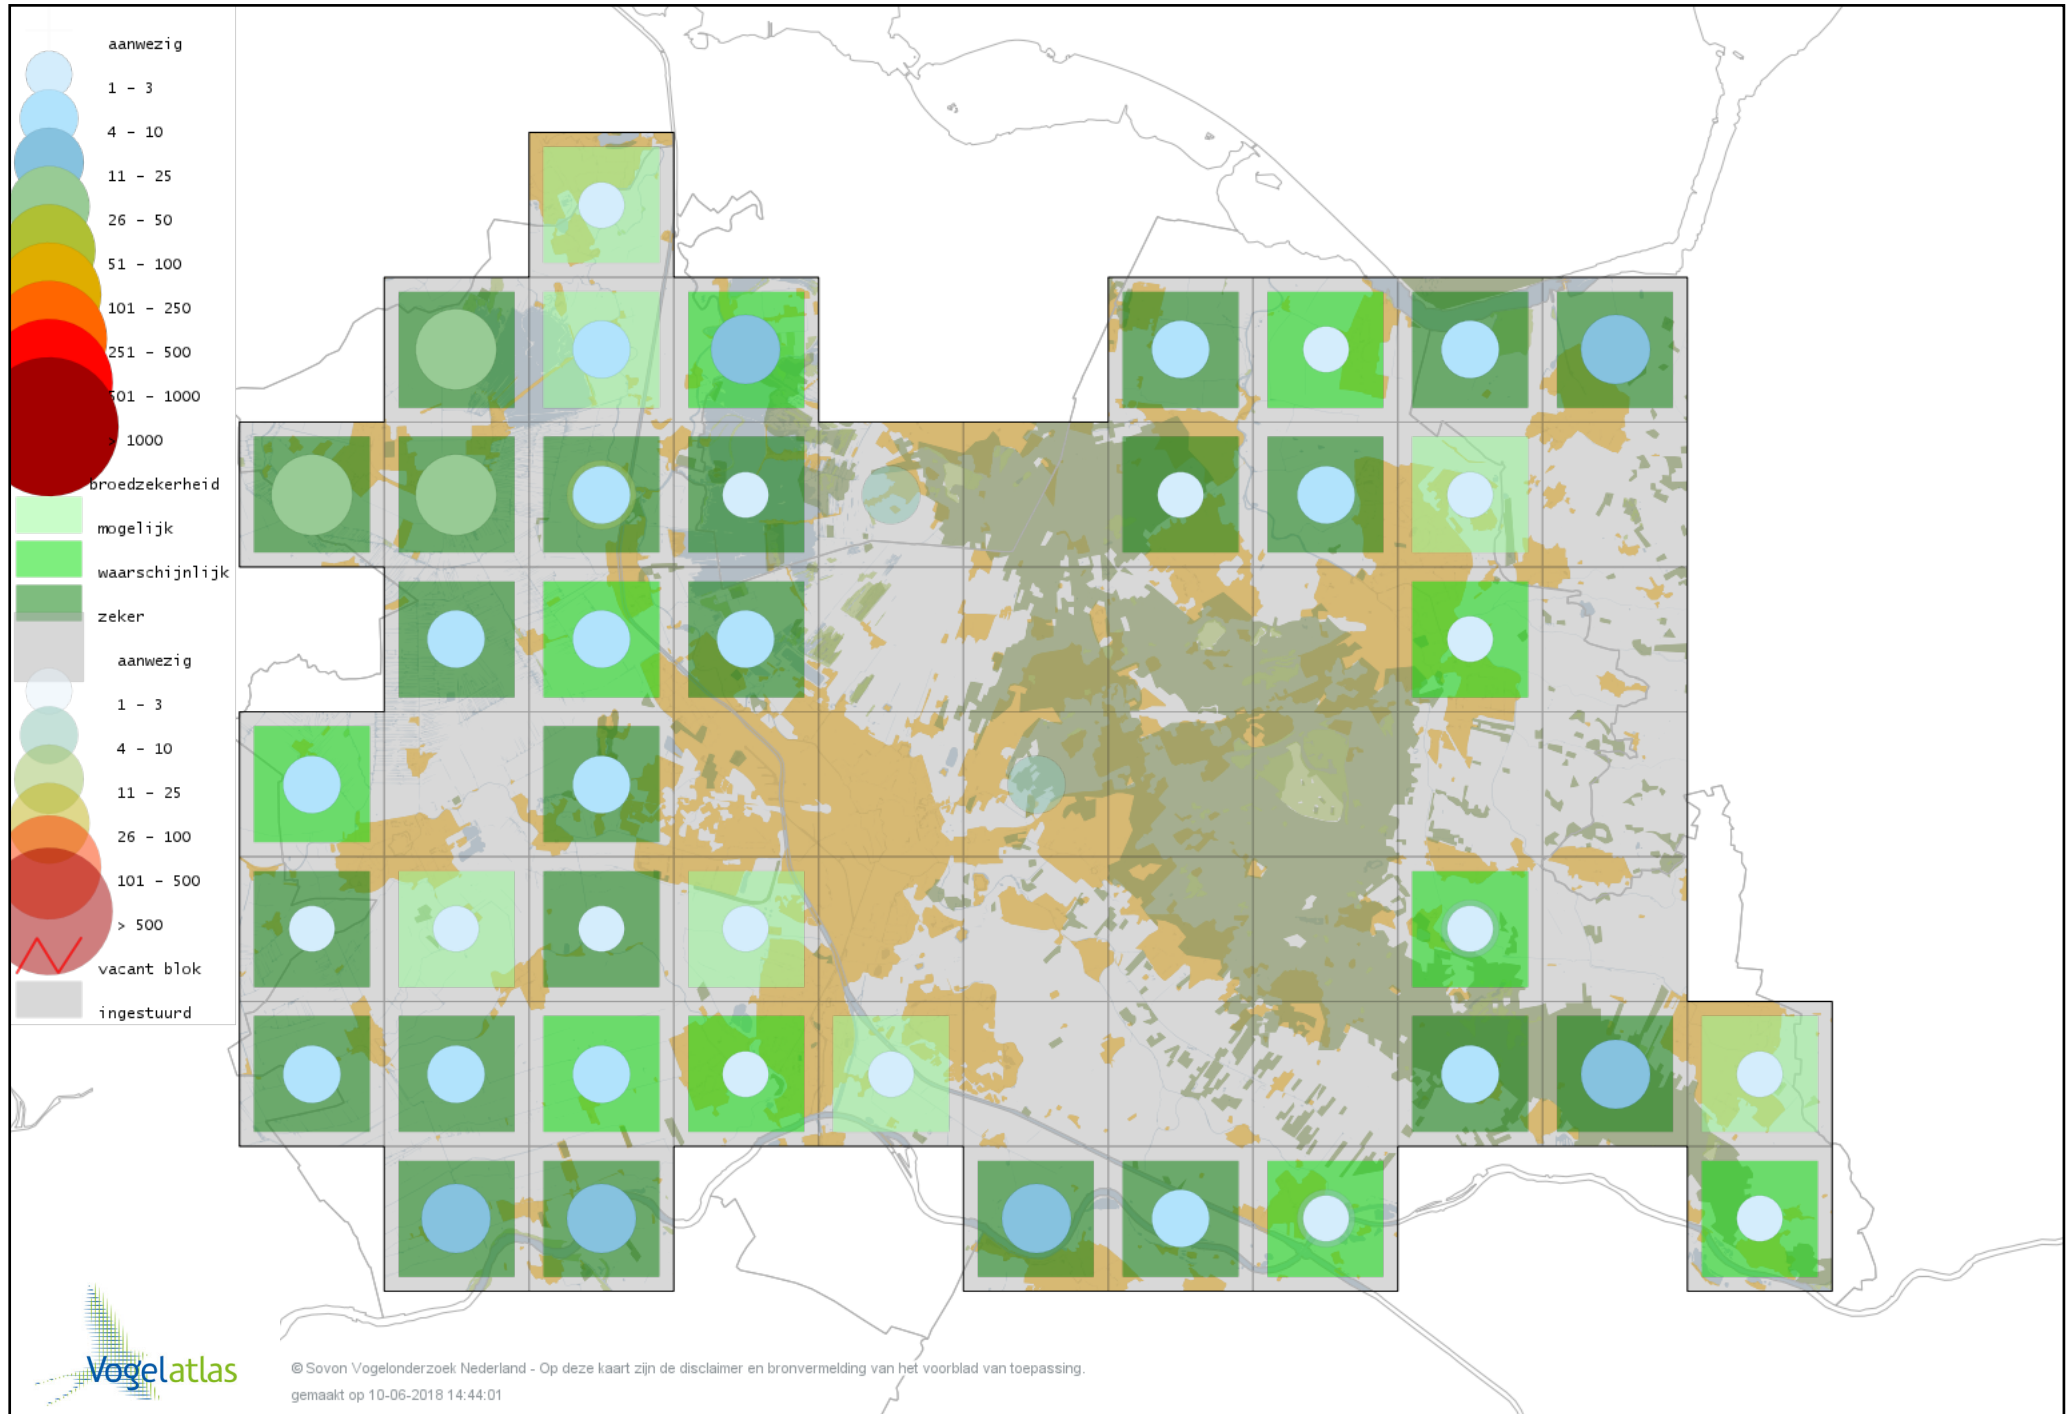 aanwezig
1 - 3
4 - 10
11 - 25
26 - 50
51 - 100
101 - 250
251 - 500
501 - 1000
> 1000
broedzekerheid
mogelijk
waarschijnlijk
zeker
aanwezig
1 - 3
4 - 10
11 - 25
26 - 100
101 - 500
> 500
vacant blok
ingestuurd
Vogelatlas
© Sovon Vogelonderzoek Nederland - Op deze kaart zijn de disclaimer en bronvermelding van het voorblad van toepassing.
gemaakt op 10-06-2018 14:44:01